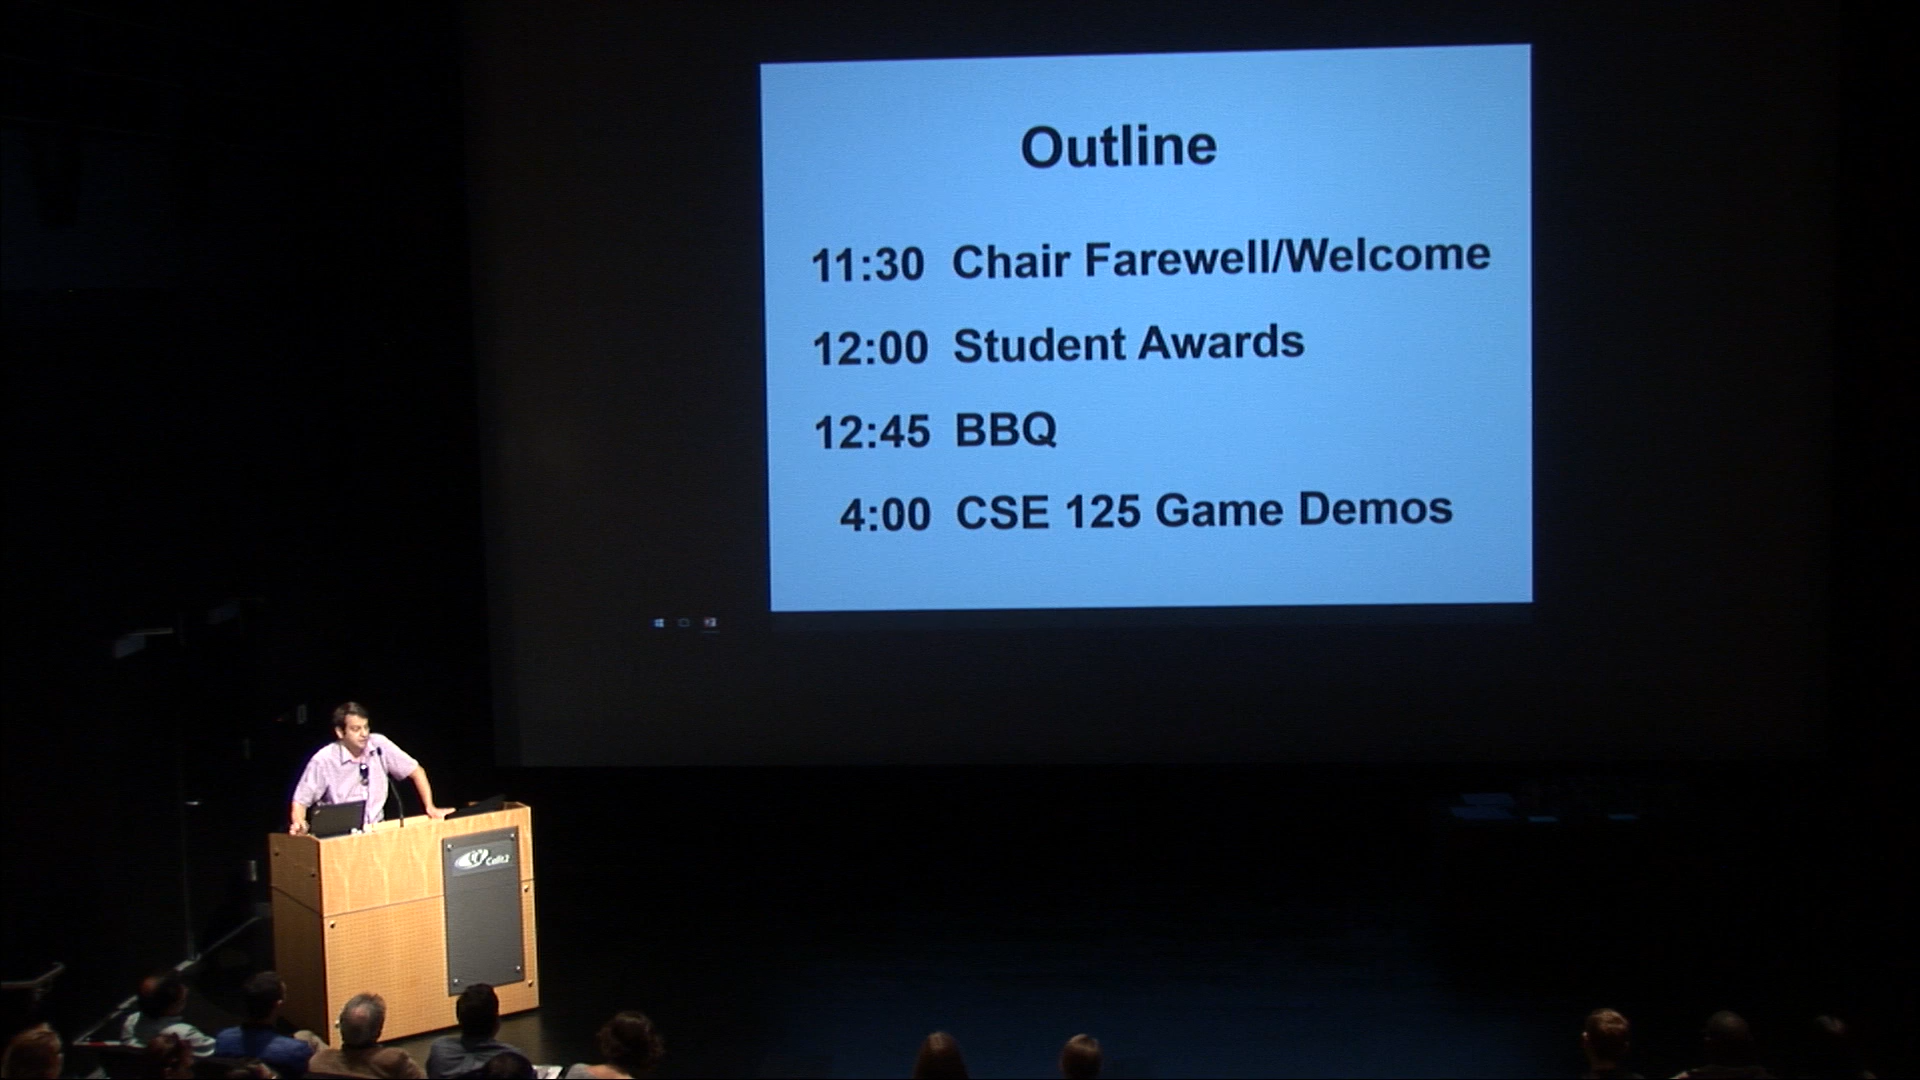 Outline
11:30 Chair Farewell/Welcome
12:00 Student Awards
12:45 BBQ
4:00 CSE 125 Game Demos
Calit2